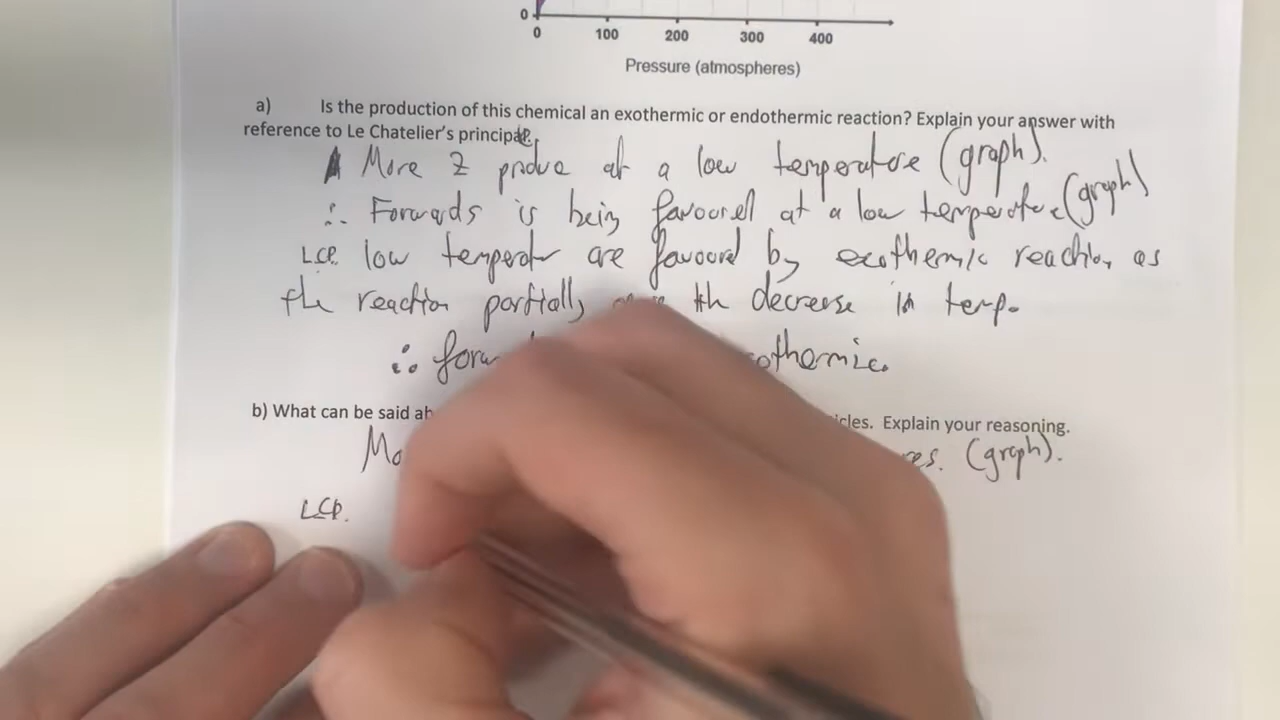 0
0 100 200 300 400
Pressure (atmospheres)
a) Is the production of this chemical an exothermic or endothermic reaction? Explain your answer with
reference to Le Chatelier's principle.
More Z produce at a low temperature (graph).
∴ Forwards is being favoured at a low temperature (graph)
LCP. low temperatur are favoured by exothermic reaction, as
the reaction partially the decrease in temp.
∴ forw othermic.
b) What can be said ab icles. Explain your reasoning.
Mo res. (graph).
LCP.